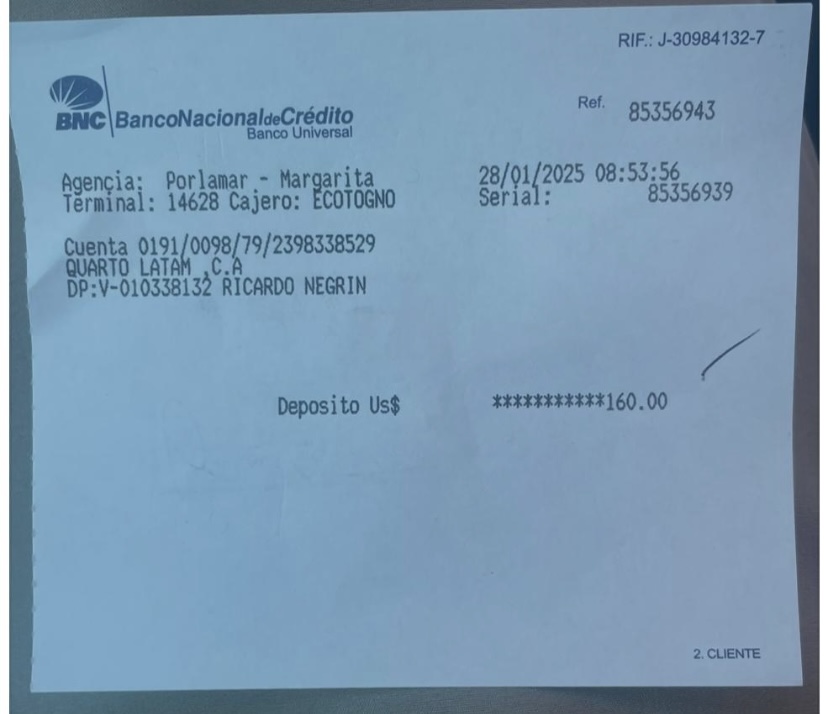 RIF.: J-30984132-7
BNC BancoNacionaldeCrédito
Banco Universal
Ref. 85356943
Agencia: Porlamar - Margarita 28/01/2025 08:53:56
Terminal: 14628 Cajero: ECOTOGNO Serial: 85356939
Cuenta 0191/0098/79/2398338529
QUARTO LATAM ,C.A
DP:V-010338132 RICARDO NEGRIN
Deposito Us$ ***********160.00
2. CLIENTE